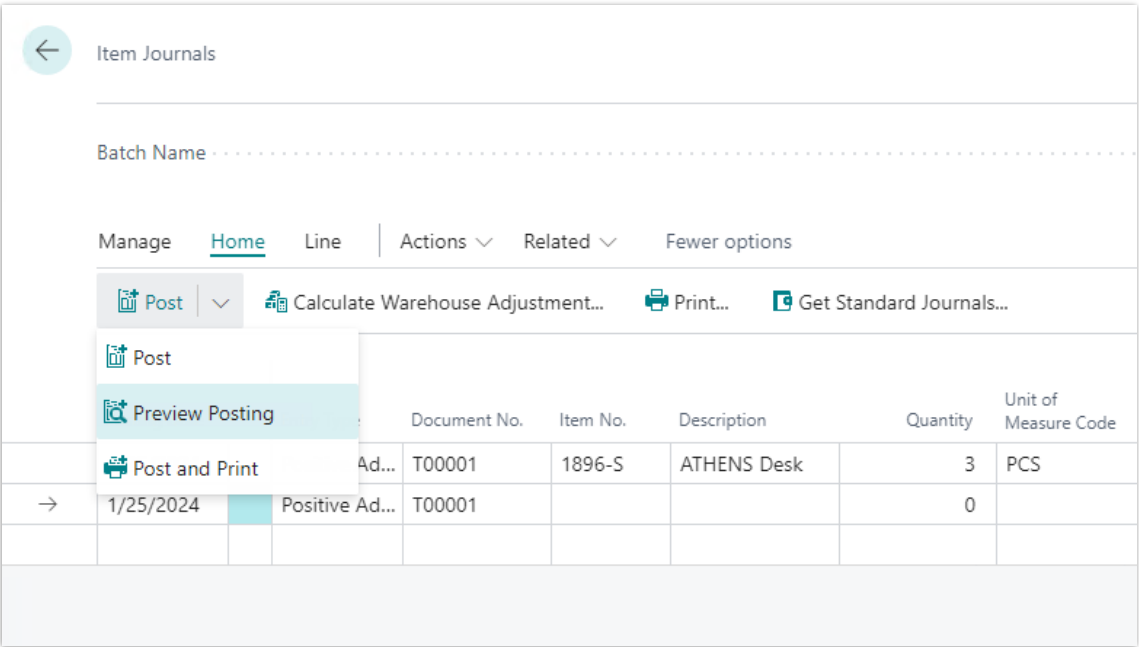 Item Journals
Batch Name
Manage Home Line Actions Related Fewer options
Post Calculate Warehouse Adjustment... Print... Get Standard Journals...
Post
Preview Posting
Post and Print
Document No. Item No. Description Quantity Unit of Measure Code
Ad... T00001 1896-S ATHENS Desk 3 PCS
1/25/2024 Positive Ad... T00001 0